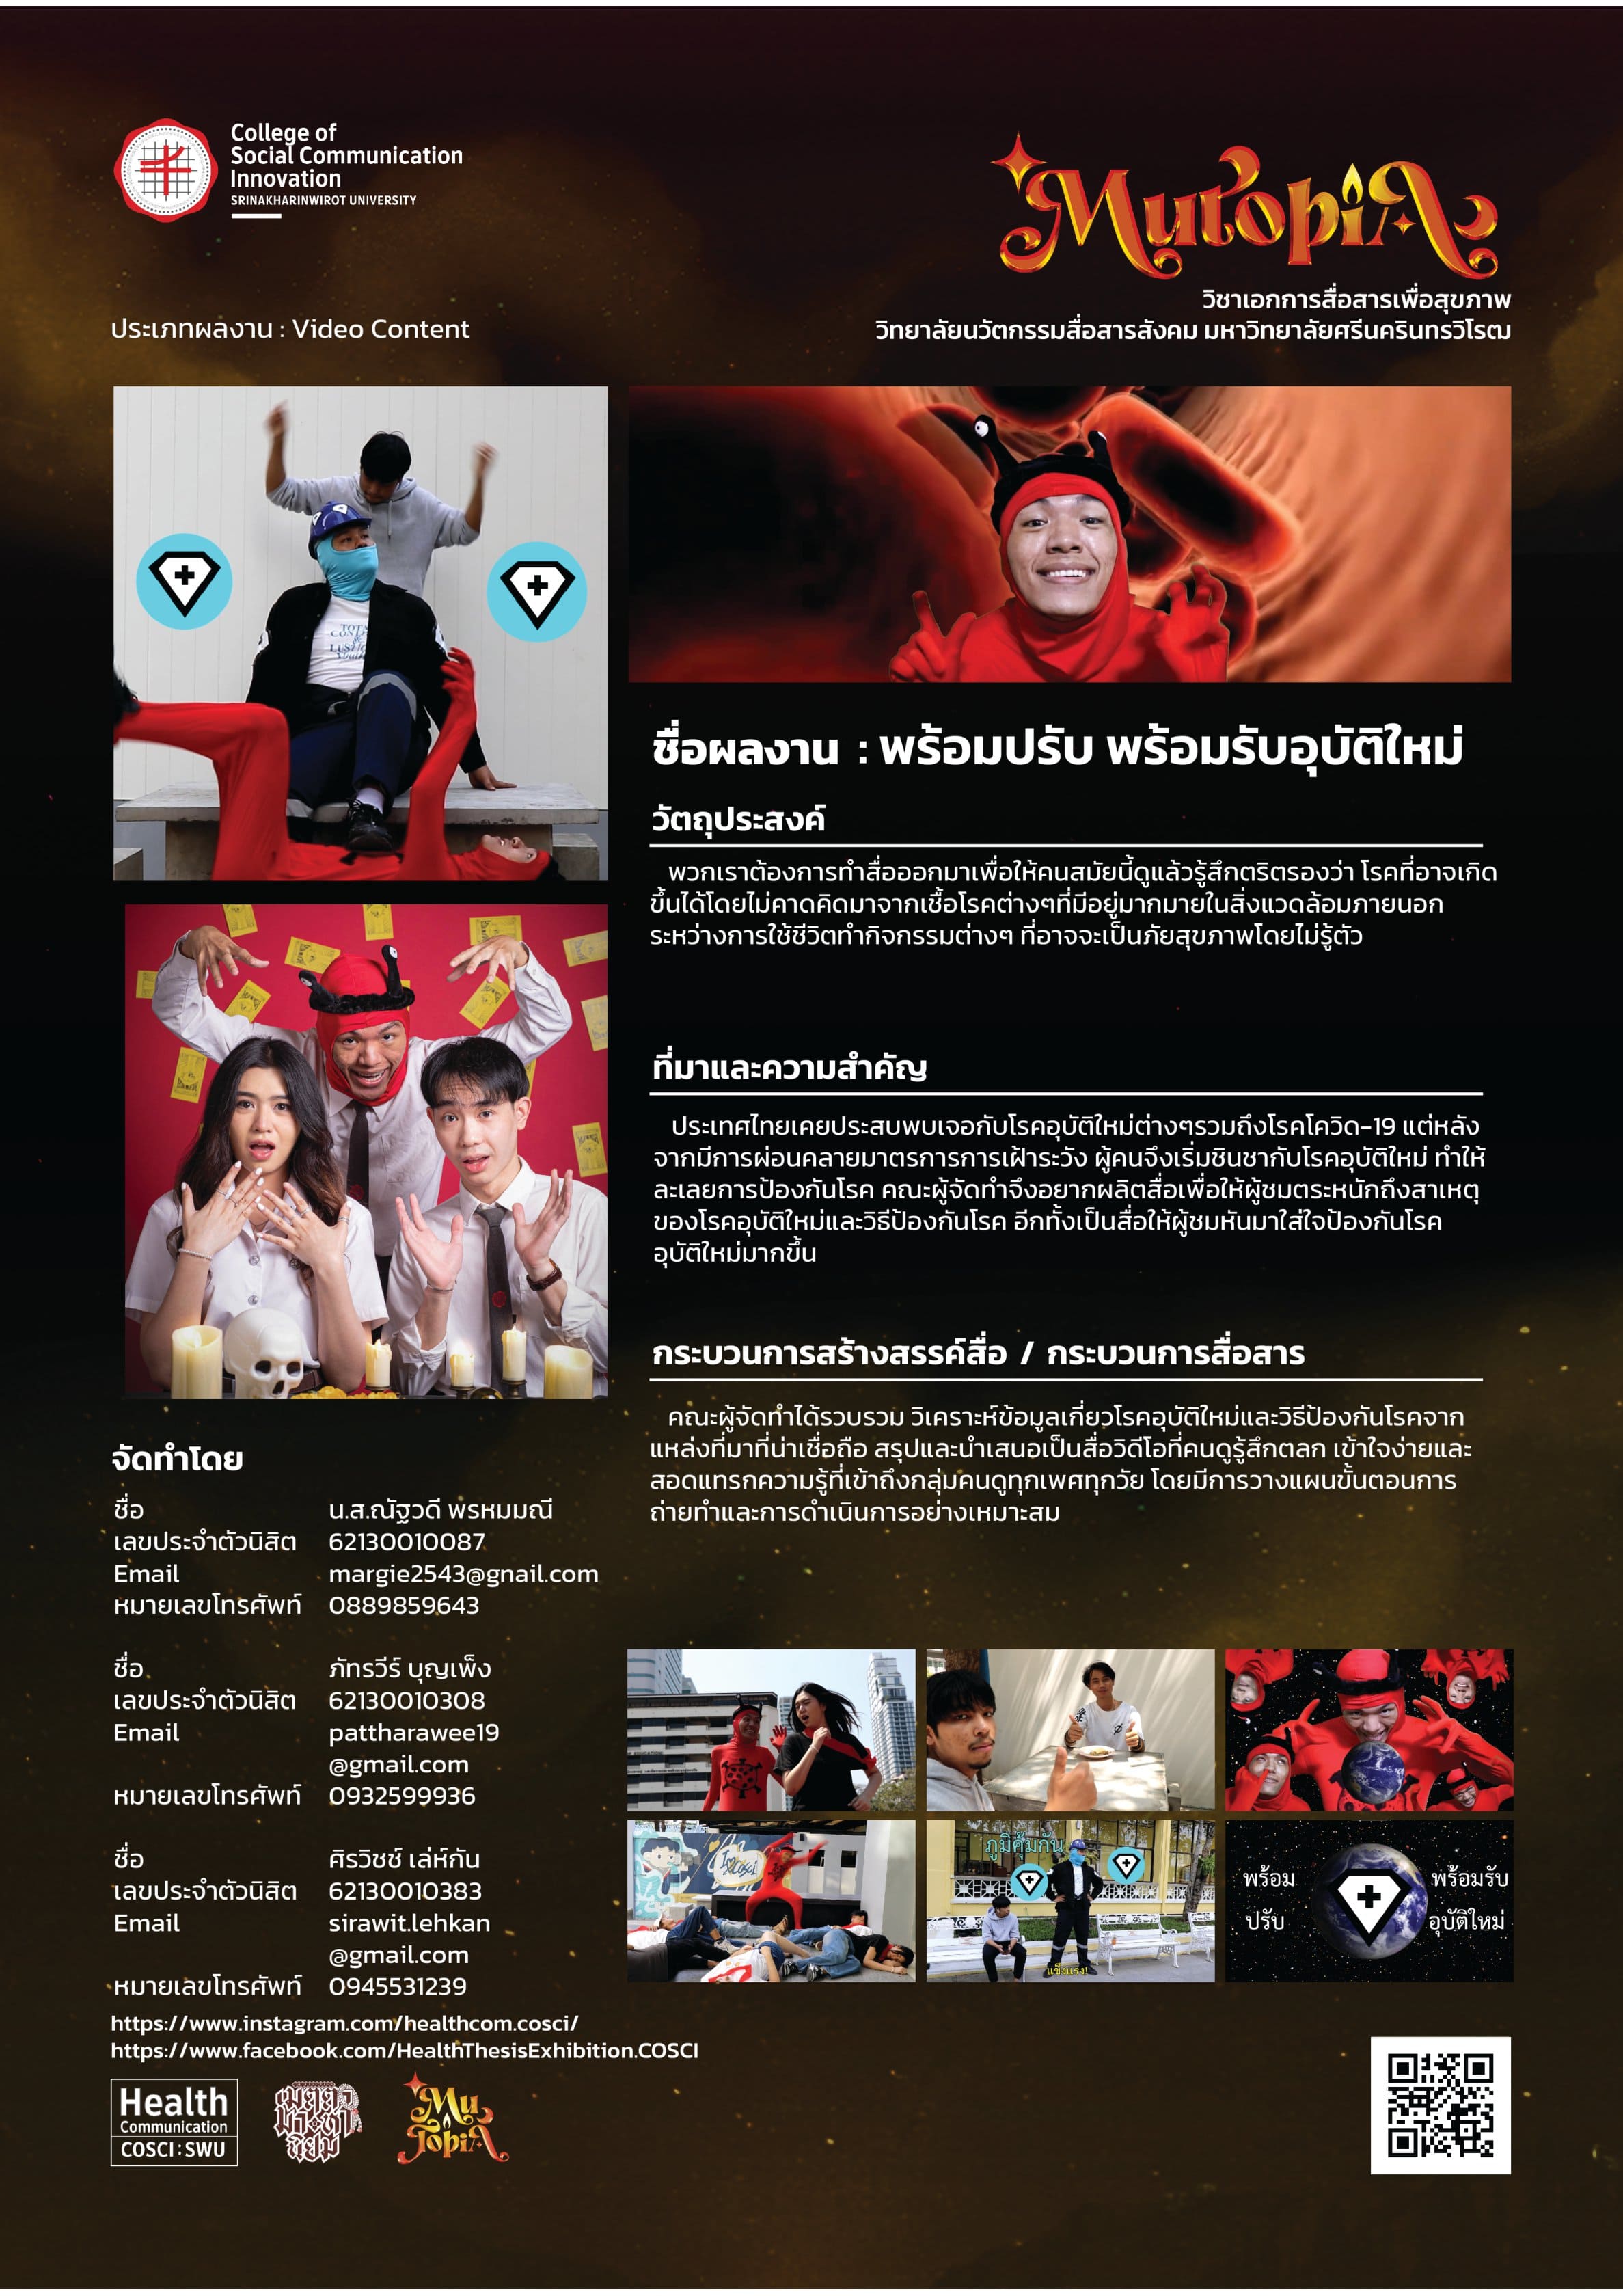 College of
Social Communication
Innovation
SRINAKHARINWIROT UNIVERSITY
Mutopia
วิชาเอกการสื่อสารเพื่อสุขภาพ
วิทยาลัยนวัตกรรมสื่อสารสังคม มหาวิทยาลัยศรีนครินทรวิโรฒ
ประเภทผลงาน : Video Content
ชื่อผลงาน : พร้อมปรับ พร้อมรับอุบัติใหม่
วัตถุประสงค์
พวกเราต้องการทำสื่อออกมาเพื่อให้คนสมัยนี้ดูแล้วรู้สึกตริตรองว่า โรคที่อาจเกิด
ขึ้นได้โดยไม่คาดคิดมาจากเชื้อโรคต่างๆที่มีอยู่มากมายในสิ่งแวดล้อมภายนอก
ระหว่างการใช้ชีวิตทำกิจกรรมต่างๆ ที่อาจจะเป็นภัยสุขภาพโดยไม่รู้ตัว
ที่มาและความสำคัญ
ประเทศไทยเคยประสบพบเจอกับโรคอุบัติใหม่ต่างๆรวมถึงโรคโควิด-19 แต่หลัง
จากมีการผ่อนคลายมาตรการการเฝ้าระวัง ผู้คนจึงเริ่มชินชากับโรคอุบัติใหม่ ทำให้
ละเลยการป้องกันโรค คณะผู้จัดทำจึงอยากผลิตสื่อเพื่อให้ผู้ชมตระหนักถึงสาเหตุ
ของโรคอุบัติใหม่และวิธีป้องกันโรค อีกทั้งเป็นสื่อให้ผู้ชมหันมาใส่ใจป้องกันโรค
อุบัติใหม่มากขึ้น
กระบวนการสร้างสรรค์สื่อ / กระบวนการสื่อสาร
คณะผู้จัดทำได้รวบรวม วิเคราะห์ข้อมูลเกี่ยวโรคอุบัติใหม่และวิธีป้องกันโรคจาก
แหล่งที่มาที่น่าเชื่อถือ สรุปและนำเสนอเป็นสื่อวิดีโอที่คนดูรู้สึกตลก เข้าใจง่ายและ
สอดแทรกความรู้ที่เข้าถึงกลุ่มคนดูทุกเพศทุกวัย โดยมีการวางแผนขั้นตอนการ
ถ่ายทำและการดำเนินการอย่างเหมาะสม
จัดทำโดย
ชื่อ น.ส.ณัฐวดี พรหมมณี
เลขประจำตัวนิสิต 62130010087
Email margie2543@gnail.com
หมายเลขโทรศัพท์ 0889859643
ชื่อ ภัทรวีร์ บุญเพ็ง
เลขประจำตัวนิสิต 62130010308
Email pattharawee19
@gmail.com
หมายเลขโทรศัพท์ 0932599936
ชื่อ ศิรวิชช์ เล่ห์กัน
เลขประจำตัวนิสิต 62130010383
Email sirawit.lehkan
@gmail.com
หมายเลขโทรศัพท์ 0945531239
ภูมิคุ้มกัน
แข็งแรง!
I COSCI
พร้อม พร้อมรับ
ปรับ อุบัติใหม่
https://www.instagram.com/healthcom.cosci/
https://www.facebook.com/HealthThesisExhibition.COSCI
Health
Communication
COSCI : SWU
Mu
Topia